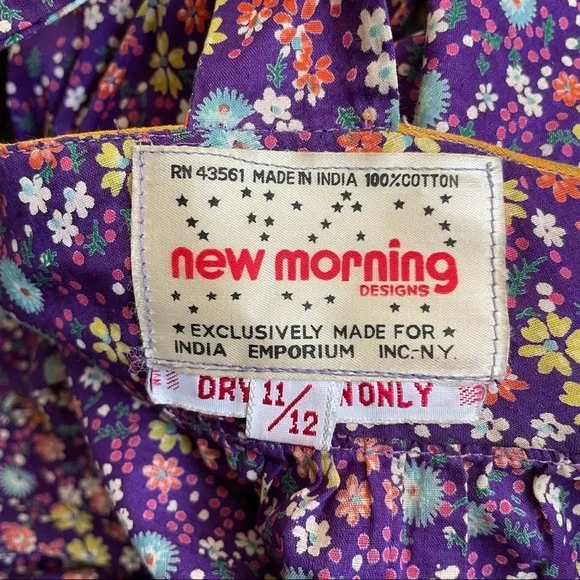 RN 43561 MADE IN INDIA 100% COTTON
new morning
DESIGNS
★ EXCLUSIVELY MADE FOR ★
INDIA EMPORIUM INC.-N.Y.
DRY 11/12 N ONLY